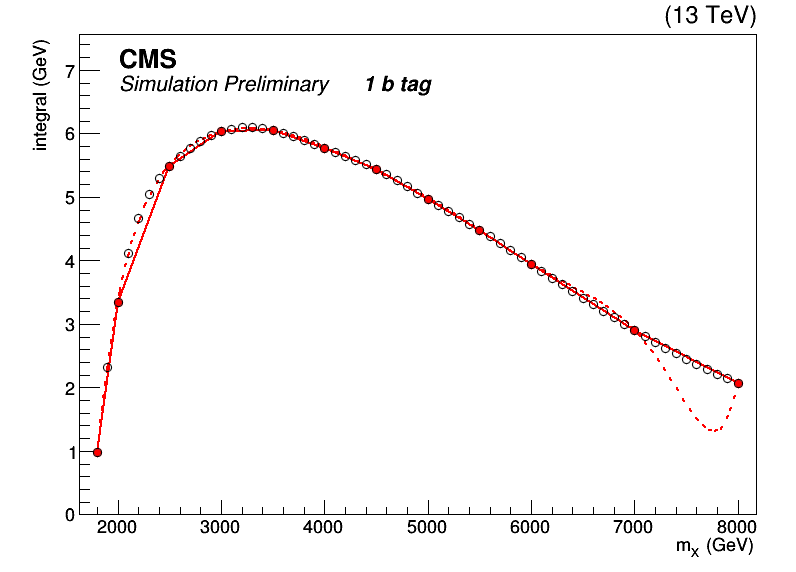 (13 TeV)
CMS
Simulation Preliminary 1 b tag
integral (GeV)
7
6
5
4
3
2
1
0
2000 3000 4000 5000 6000 7000 8000
mX (GeV)